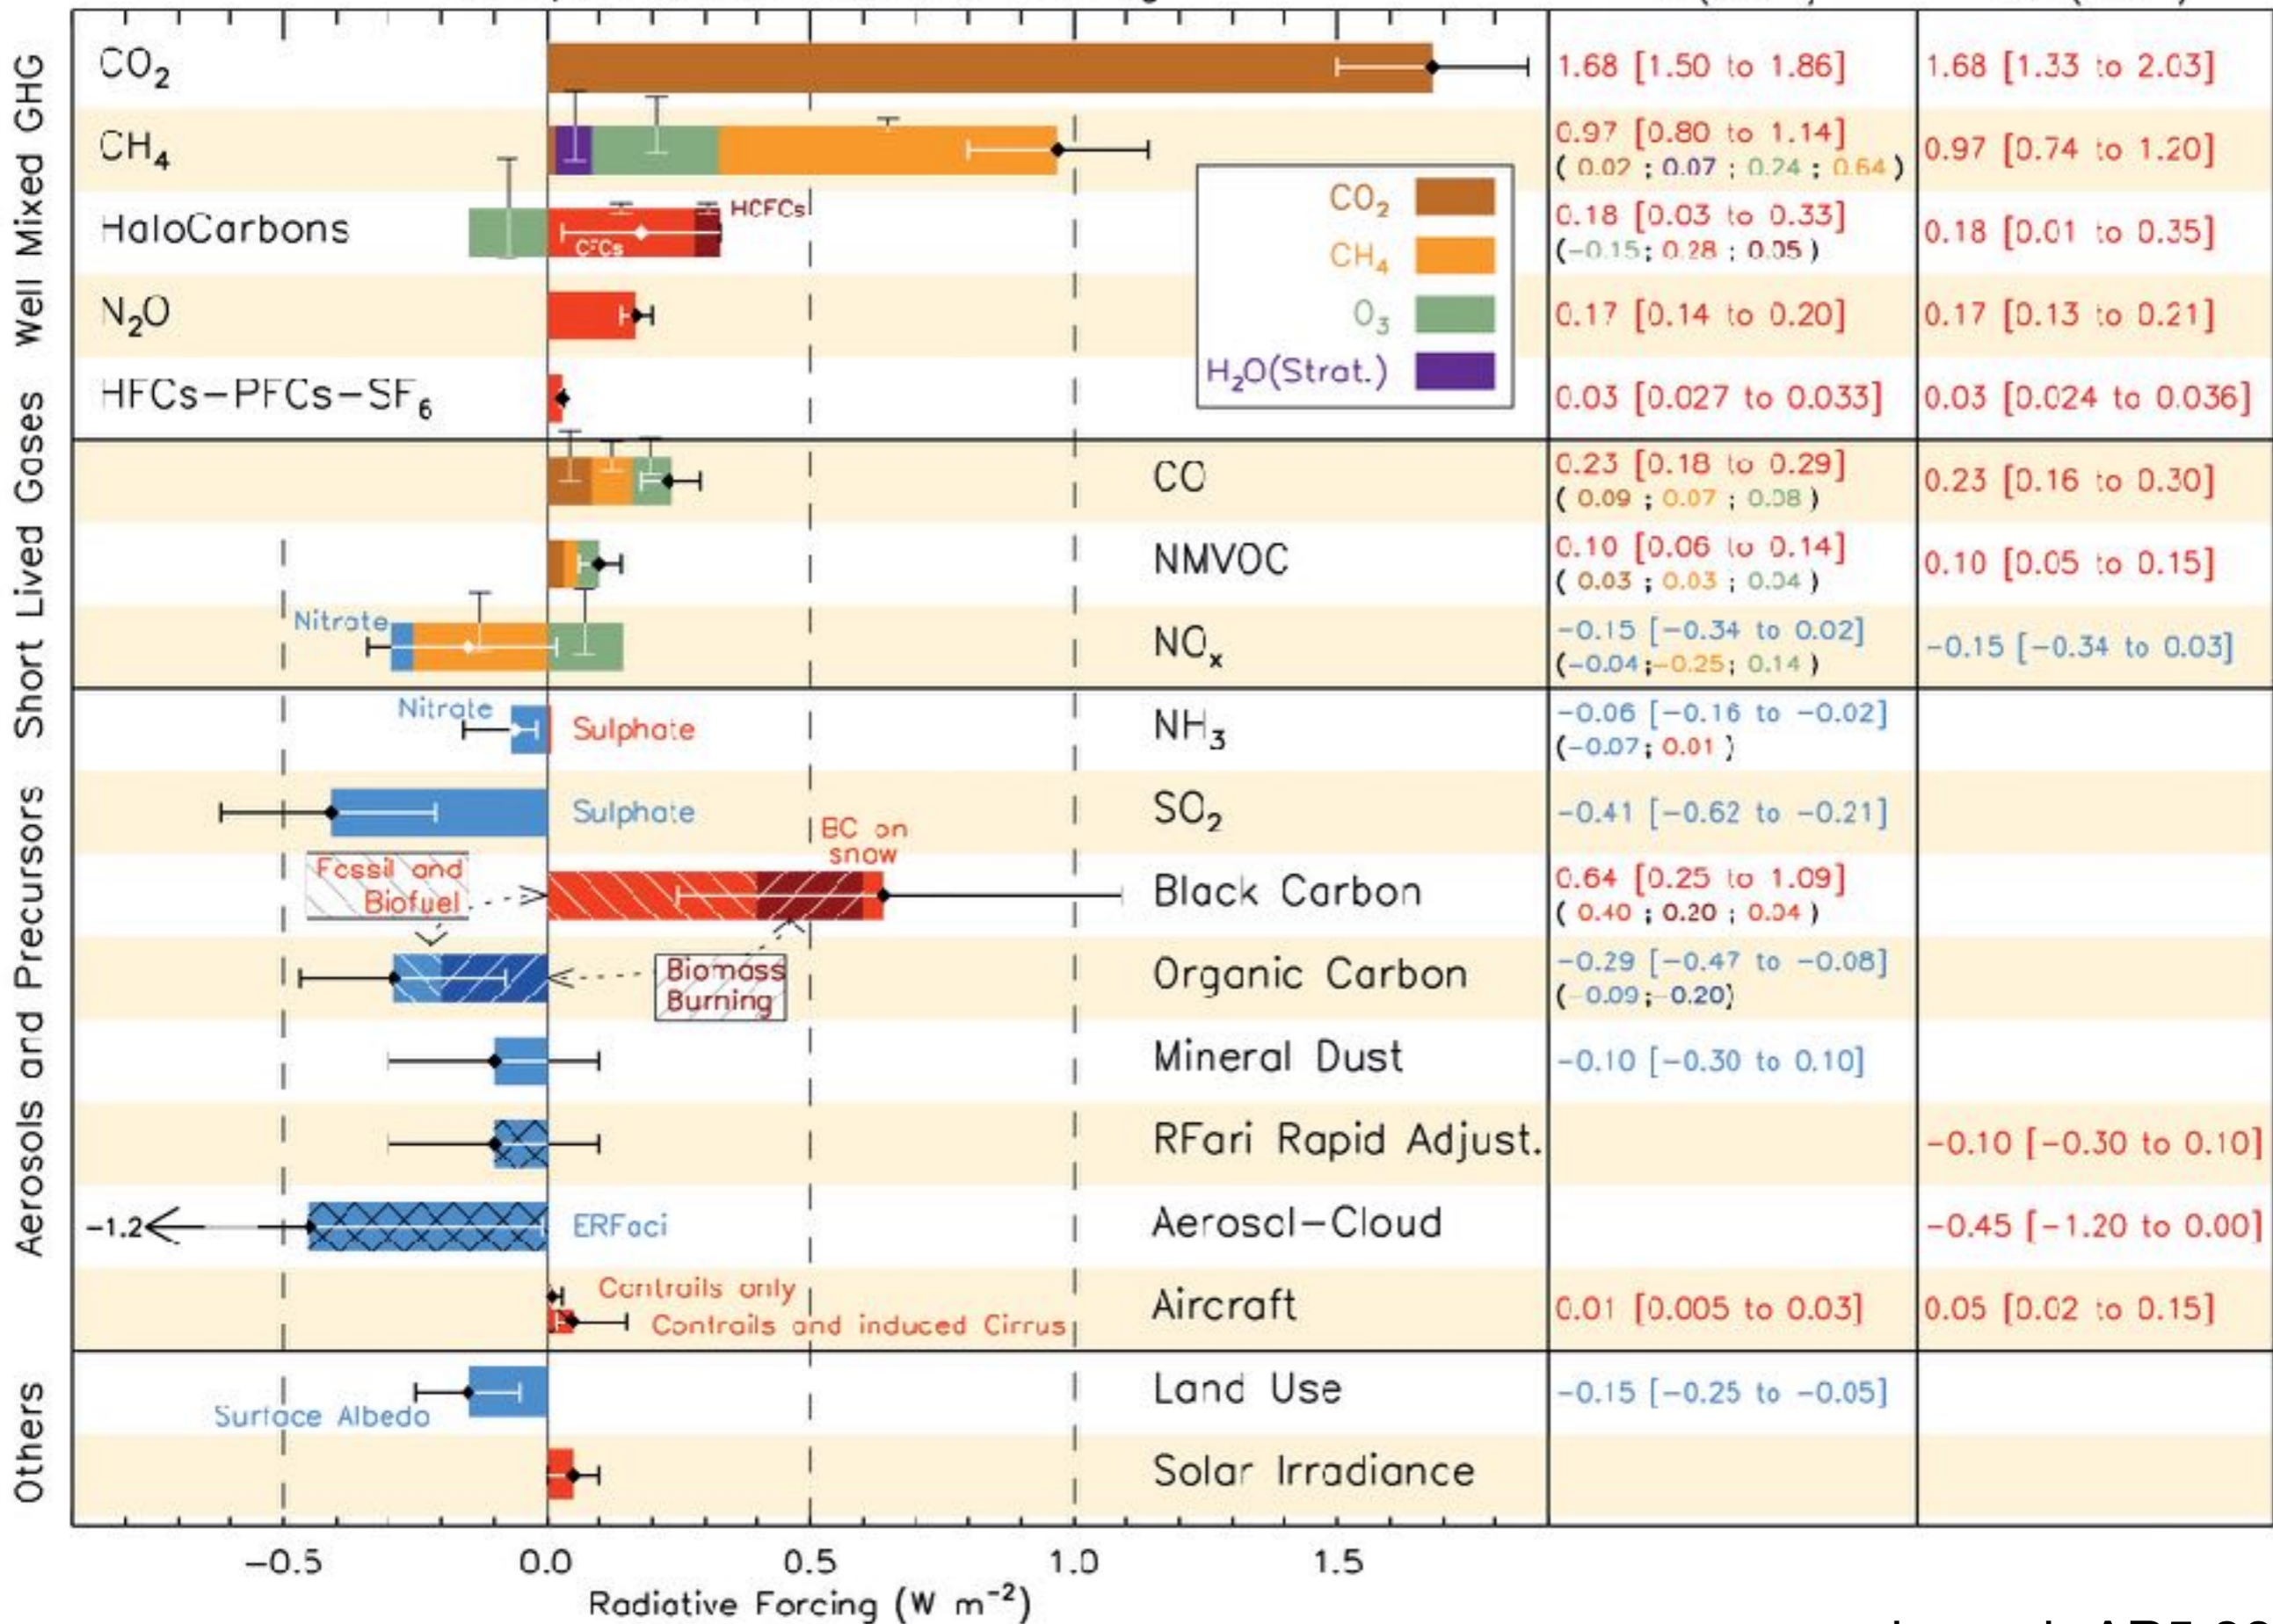 Well Mixed GHG
CO2 1.68 [1.50 to 1.86] 1.68 [1.33 to 2.03]
CH4 0.97 [0.80 to 1.14] 0.97 [0.74 to 1.20]
( 0.02 ; 0.07 ; 0.24 ; 0.64 )
HaloCarbons CFCs HCFCs 0.18 [0.03 to 0.33] 0.18 [0.01 to 0.35]
(-0.15; 0.28 ; 0.05 )
N2O 0.17 [0.14 to 0.20] 0.17 [0.13 to 0.21]
HFCs-PFCs-SF6 0.03 [0.027 to 0.033] 0.03 [0.024 to 0.036]
CO2
CH4
O3
H2O(Strat.)
Short Lived Gases
CO 0.23 [0.18 to 0.29] 0.23 [0.16 to 0.30]
( 0.09 ; 0.07 ; 0.08 )
NMVOC 0.10 [0.06 to 0.14] 0.10 [0.05 to 0.15]
( 0.03 ; 0.03 ; 0.04 )
Nitrate NOx -0.15 [-0.34 to 0.02] -0.15 [-0.34 to 0.03]
(-0.04;-0.25; 0.14 )
Aerosols and Precursors
Nitrate Sulphate NH3 -0.06 [-0.16 to -0.02]
(-0.07; 0.01 )
Sulphate SO2 -0.41 [-0.62 to -0.21]
BC on
snow
Fossil and
Biofuel
Black Carbon 0.64 [0.25 to 1.09]
( 0.40 ; 0.20 ; 0.04 )
Biomass
Burning
Organic Carbon -0.29 [-0.47 to -0.08]
(-0.09;-0.20)
Mineral Dust -0.10 [-0.30 to 0.10]
RFari Rapid Adjust. -0.10 [-0.30 to 0.10]
-1.2 ERFaci Aerosol-Cloud -0.45 [-1.20 to 0.00]
Contrails only
Contrails and induced Cirrus
Aircraft 0.01 [0.005 to 0.03] 0.05 [0.02 to 0.15]
Others
Surface Albedo Land Use -0.15 [-0.25 to -0.05]
Solar Irradiance
-0.5 0.0 0.5 1.0 1.5
Radiative Forcing (W m-2)